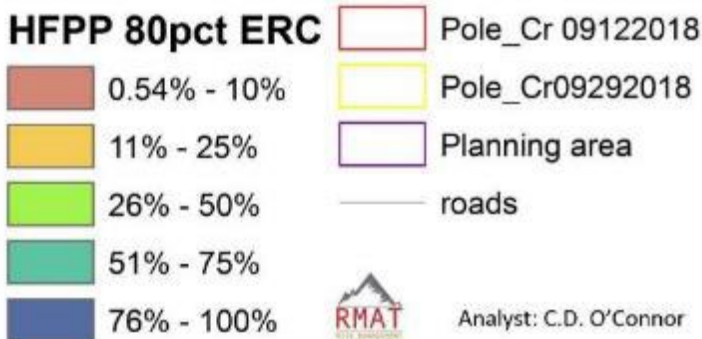 HFPP 80pct ERC
0.54% - 10%
11% - 25%
26% - 50%
51% - 75%
76% - 100%
Pole_Cr 09122018
Pole_Cr09292018
Planning area
roads
RMAT
Analyst: C.D. O'Connor